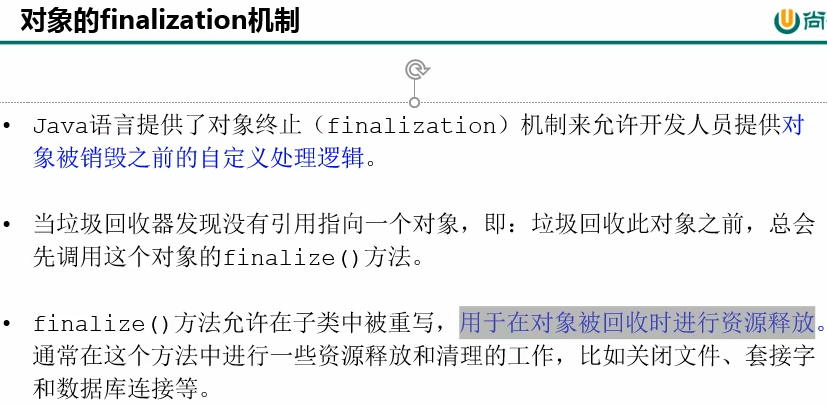 对象的finalization机制
尚
• Java语言提供了对象终止（finalization）机制来允许开发人员提供对
象被销毁之前的自定义处理逻辑。
• 当垃圾回收器发现没有引用指向一个对象，即：垃圾回收此对象之前，总会
先调用这个对象的finalize()方法。
• finalize()方法允许在子类中被重写，用于在对象被回收时进行资源释放。
通常在这个方法中进行一些资源释放和清理的工作，比如关闭文件、套接字
和数据库连接等。